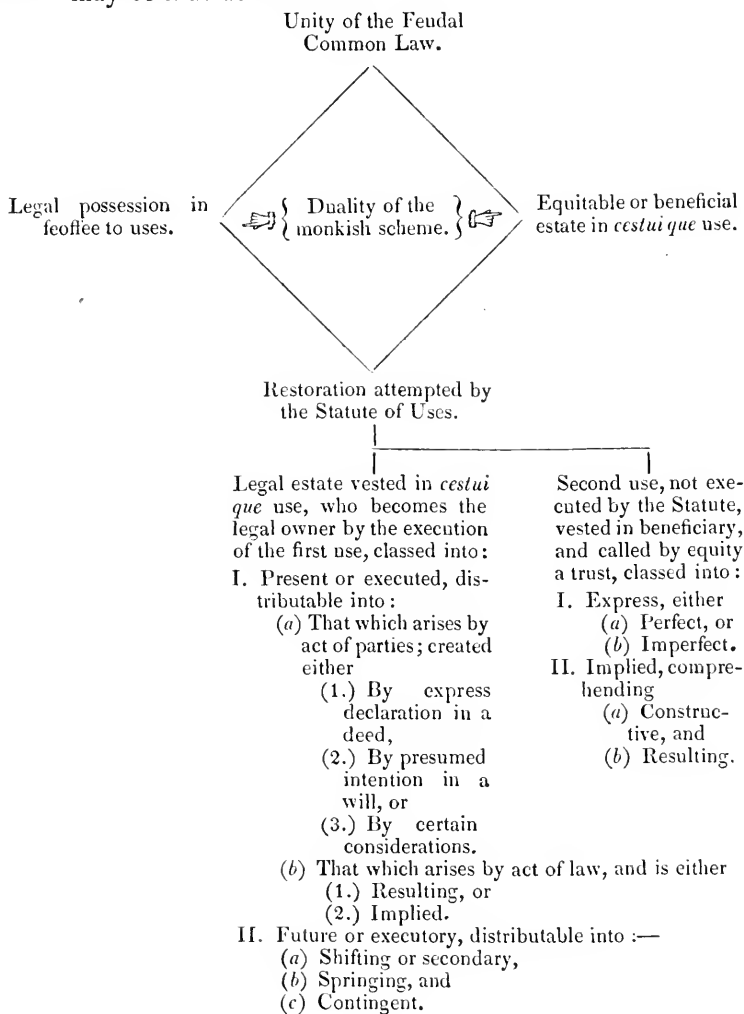 Unity of the Feudal
Common Law.
Legal possession in
feoffee to uses.
{ Duality of the
monkish scheme. }
Equitable or beneficial
estate in cestui que use.
Restoration attempted by
the Statute of Uses.
Legal estate vested in cestui
que use, who becomes the
legal owner by the execution
of the first use, classed into:
I. Present or executed, dis-
tributable into :
(a) That which arises by
act of parties; created
either
(1.) By express
declaration in a
deed,
(2.) By presumed
intention in a
will, or
(3.) By certain
considerations.
(b) That which arises by act of law, and is either
(1.) Resulting, or
(2.) Implied.
II. Future or executory, distributable into :—
(a) Shifting or secondary,
(b) Springing, and
(c) Contingent.
Second use, not exe-
cuted by the Statute,
vested in beneficiary,
and called by equity
a trust, classed into :
I. Express, either
(a) Perfect, or
(b) Imperfect.
II. Implied, compre-
hending
(a) Construc-
tive, and
(b) Resulting.